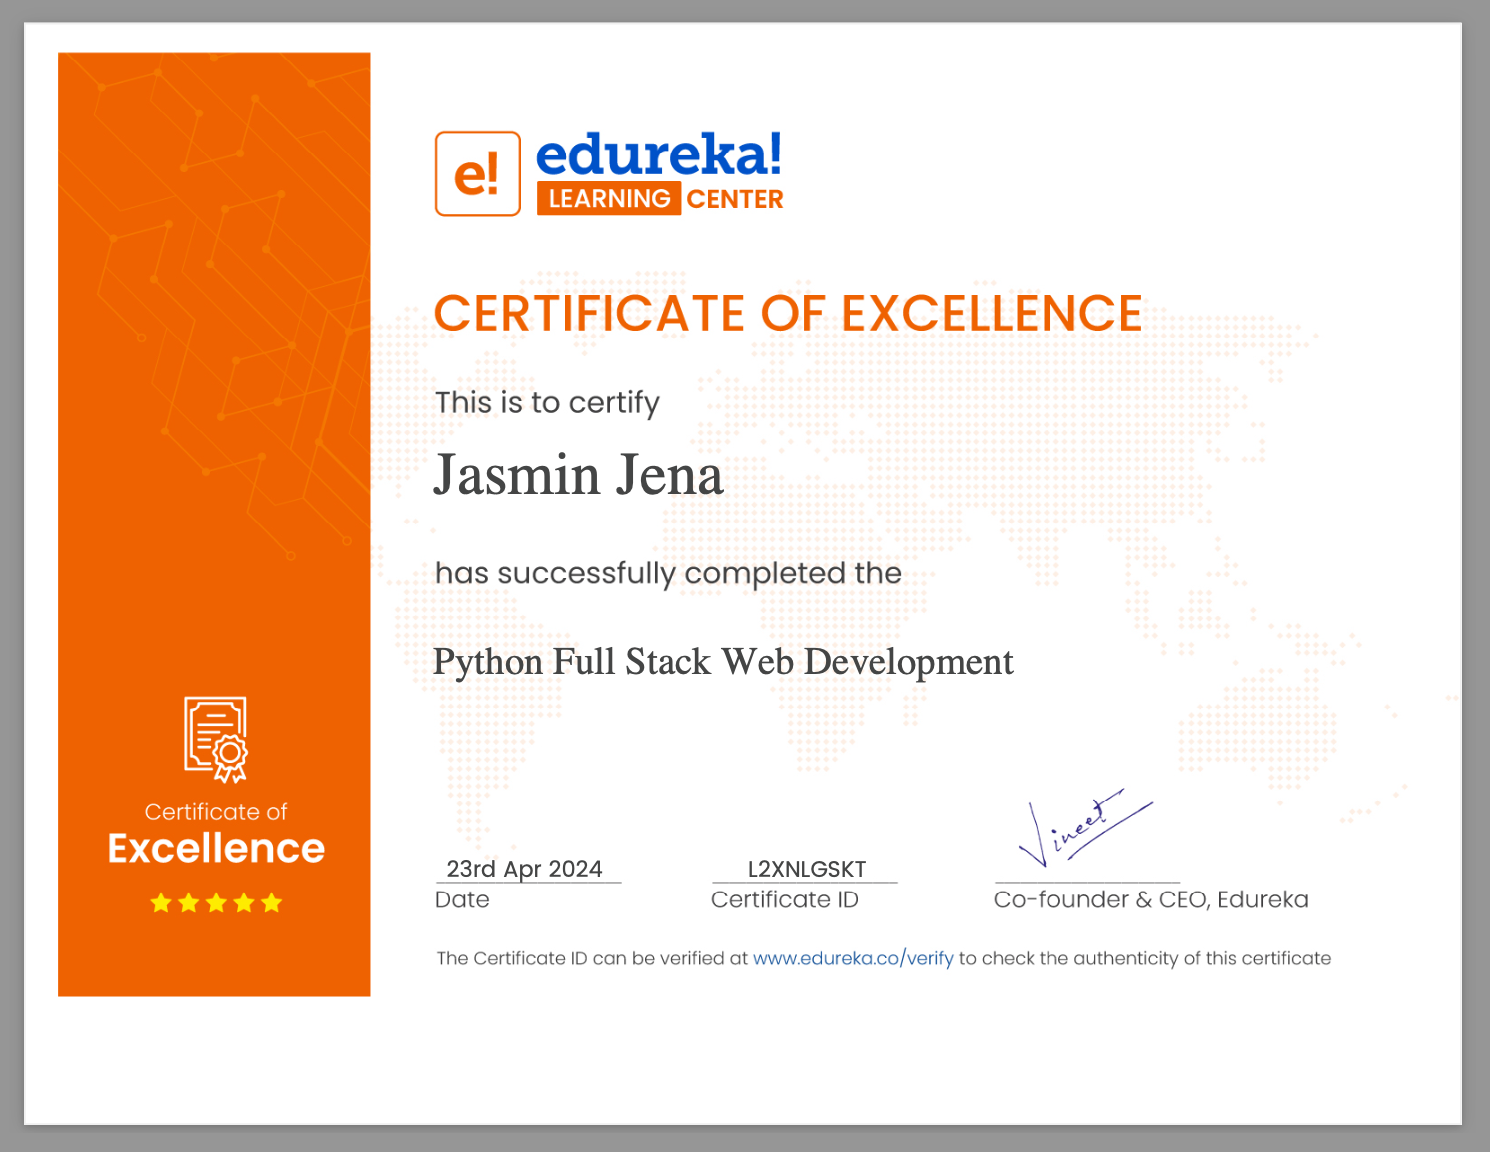 e! edureka!
LEARNING CENTER
CERTIFICATE OF EXCELLENCE
This is to certify
Jasmin Jena
has successfully completed the
Python Full Stack Web Development
Certificate of
Excellence
23rd Apr 2024
Date
L2XNLGSKT
Certificate ID
Vineet
Co-founder & CEO, Edureka
The Certificate ID can be verified at www.edureka.co/verify to check the authenticity of this certificate